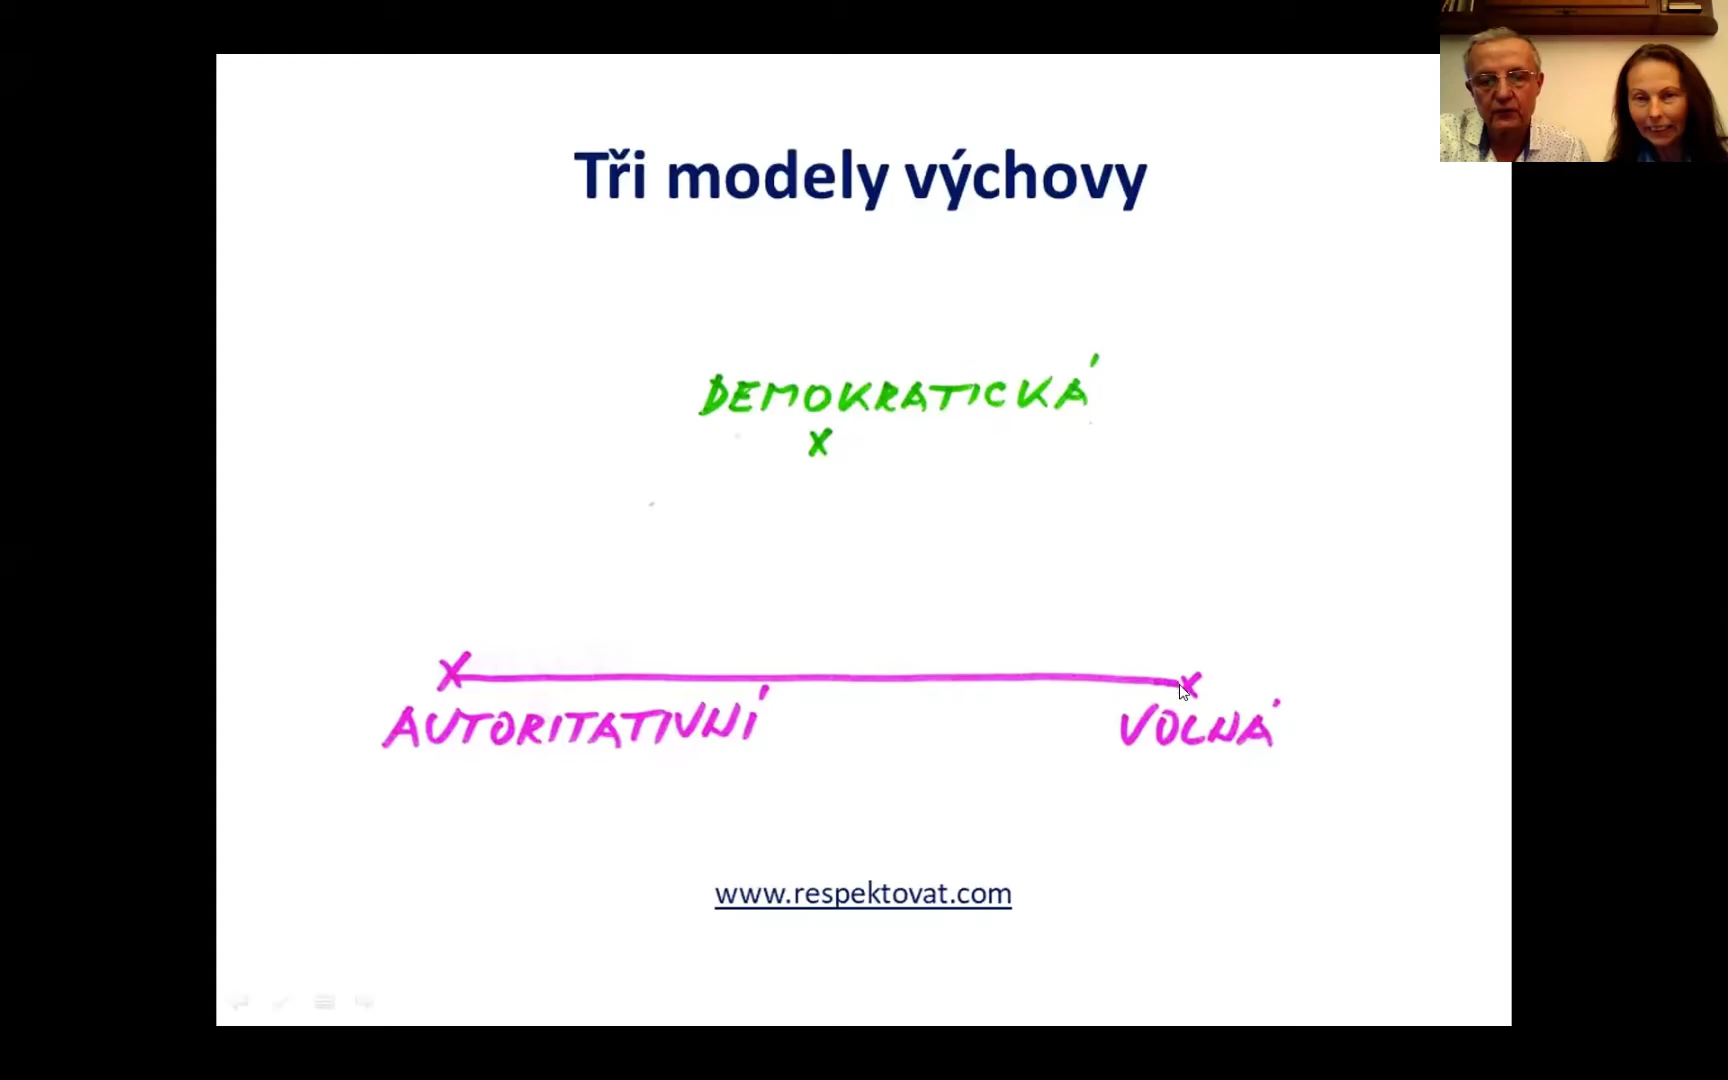 Tři modely výchovy
DEMOKRATICKÁ
x
x x
AUTORITATIVNÍ VOLNÁ
www.respektovat.com